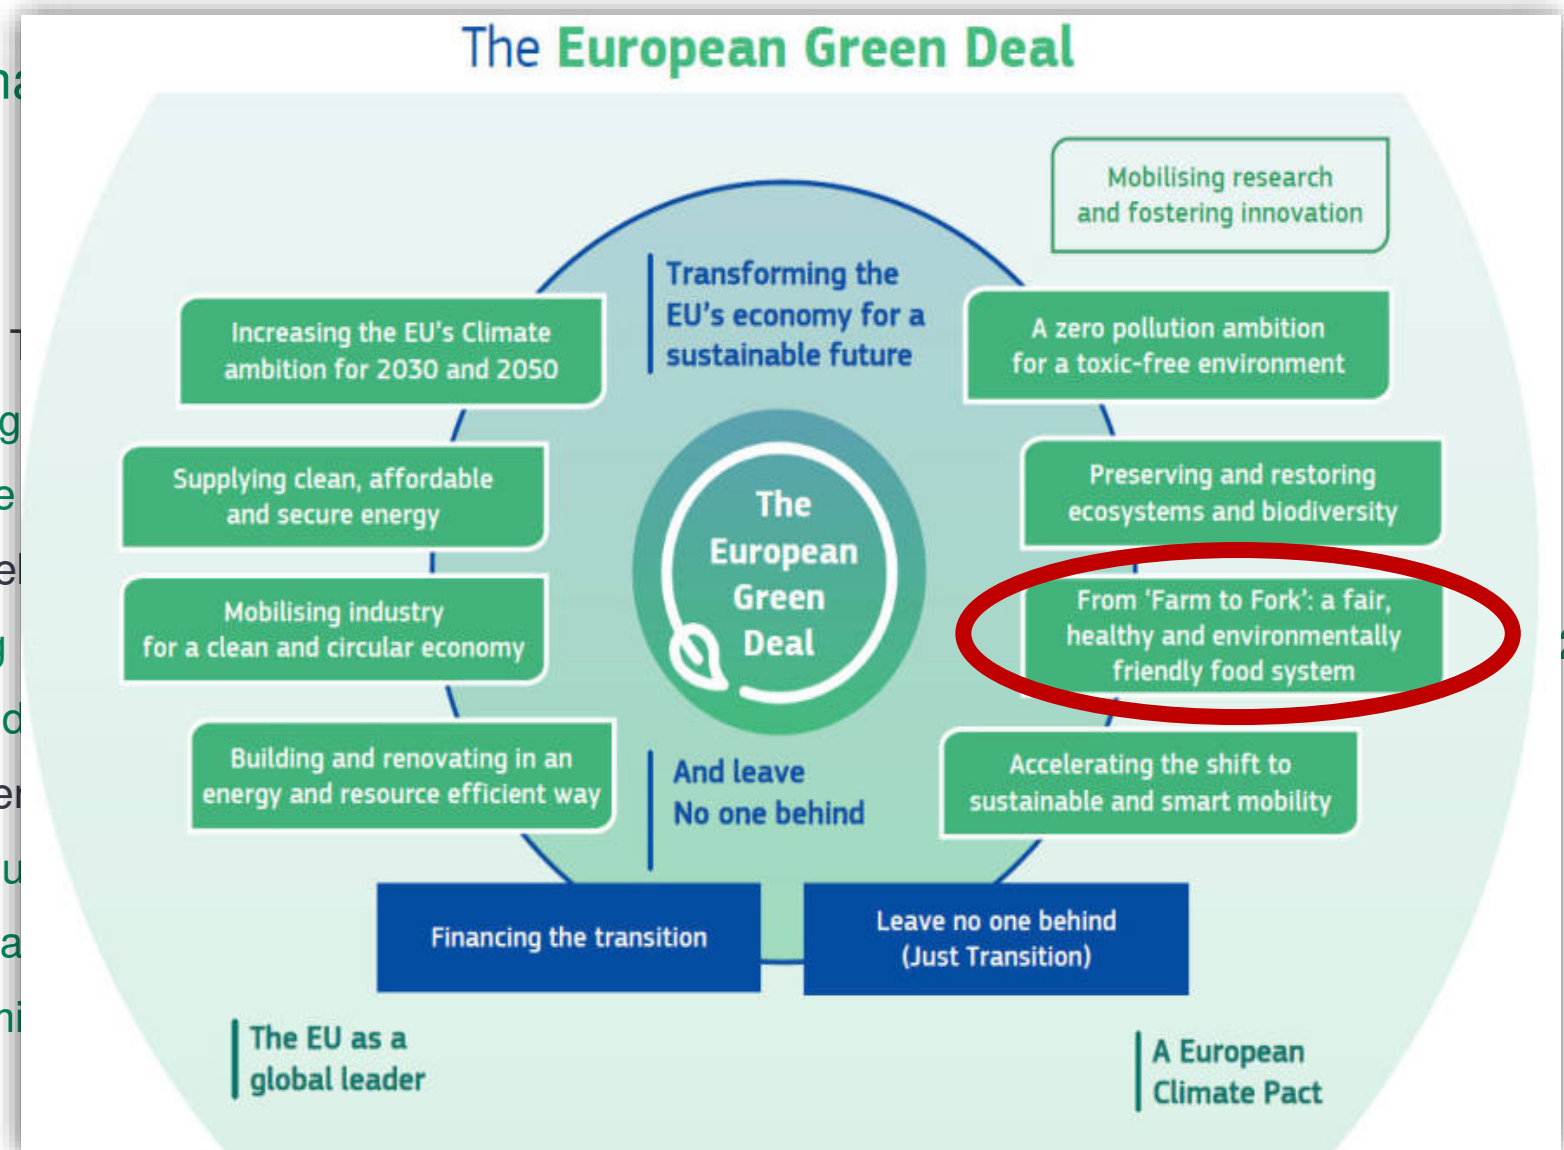 The European Green Deal
Mobilising research
and fostering innovation
Transforming the
EU's economy for a
sustainable future
Increasing the EU's Climate
ambition for 2030 and 2050
A zero pollution ambition
for a toxic-free environment
Supplying clean, affordable
and secure energy
Preserving and restoring
ecosystems and biodiversity
The
European
Green
Deal
Mobilising industry
for a clean and circular economy
From ‘Farm to Fork’: a fair,
healthy and environmentally
friendly food system
Building and renovating in an
energy and resource efficient way
And leave
No one behind
Accelerating the shift to
sustainable and smart mobility
Financing the transition
Leave no one behind
(Just Transition)
The EU as a
global leader
A European
Climate Pact